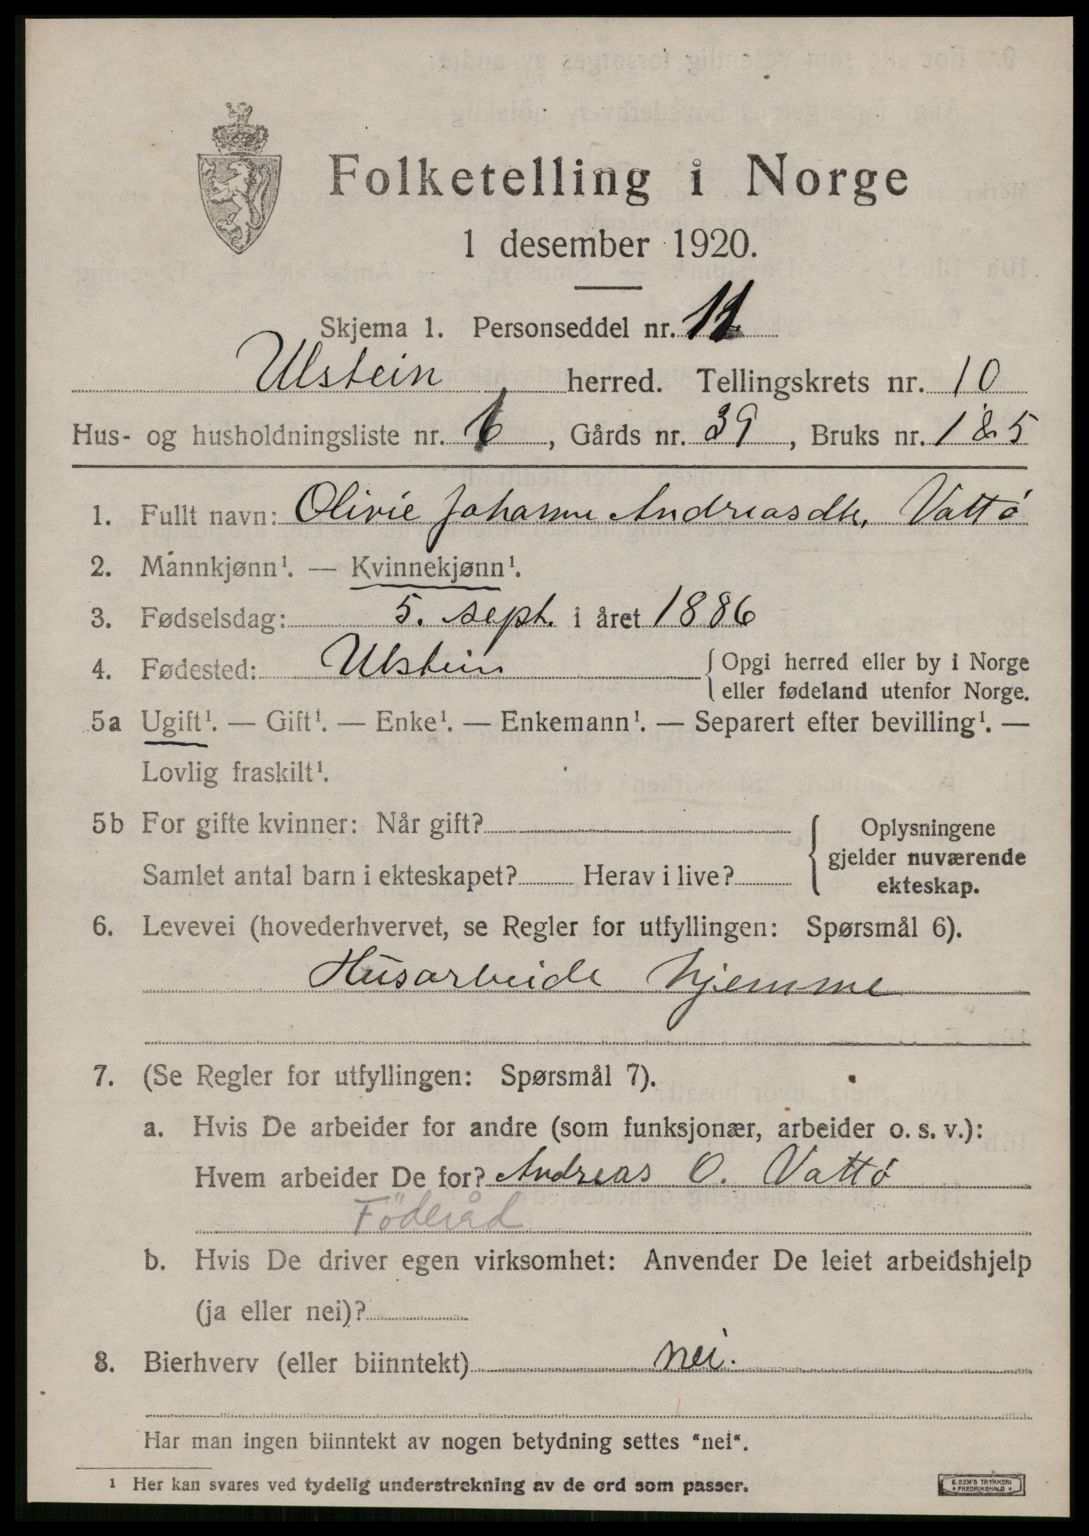 Folketelling i Norge
1 desember 1920.
Skjema 1. Personseddel nr. 11
Ulstein herred. Tellingskrets nr. 10
Hus- og husholdningsliste nr. 6, Gårds nr. 39, Bruks nr. 1 & 5
1. Fullt navn: Olivie Johanne Andreasdtr. Vattö
2. Mannkjønn¹. — Kvinnekjønn¹.
3. Fødselsdag: 5. sept. i året 1886
4. Fødested: Ulstein {Opgi herred eller by i Norge
eller fødeland utenfor Norge.
5a Ugift¹. — Gift¹. — Enke¹. — Enkemann¹. — Separert efter bevilling¹. —
Lovlig fraskilt¹.
5b For gifte kvinner: Når gift? { Oplysningene
gjelder nuværende
Samlet antal barn i ekteskapet? Herav i live? ekteskap.
6. Levevei (hovederhvervet, se Regler for utfyllingen: Spørsmål 6).
Husarbeide hjemme
7. (Se Regler for utfyllingen: Spørsmål 7).
a. Hvis De arbeider for andre (som funksjonær, arbeider o. s. v.):
Hvem arbeider De for? Andreas O. Vattö
Föderåd
b. Hvis De driver egen virksomhet: Anvender De leiet arbeidshjelp
(ja eller nei)?
8. Bierhverv (eller biinntekt) nei.
Har man ingen biinntekt av nogen betydning settes "nei".
¹ Her kan svares ved tydelig understrekning av de ord som passer.
E. SEM'S TRYKKERI
FREDRIKSHALD